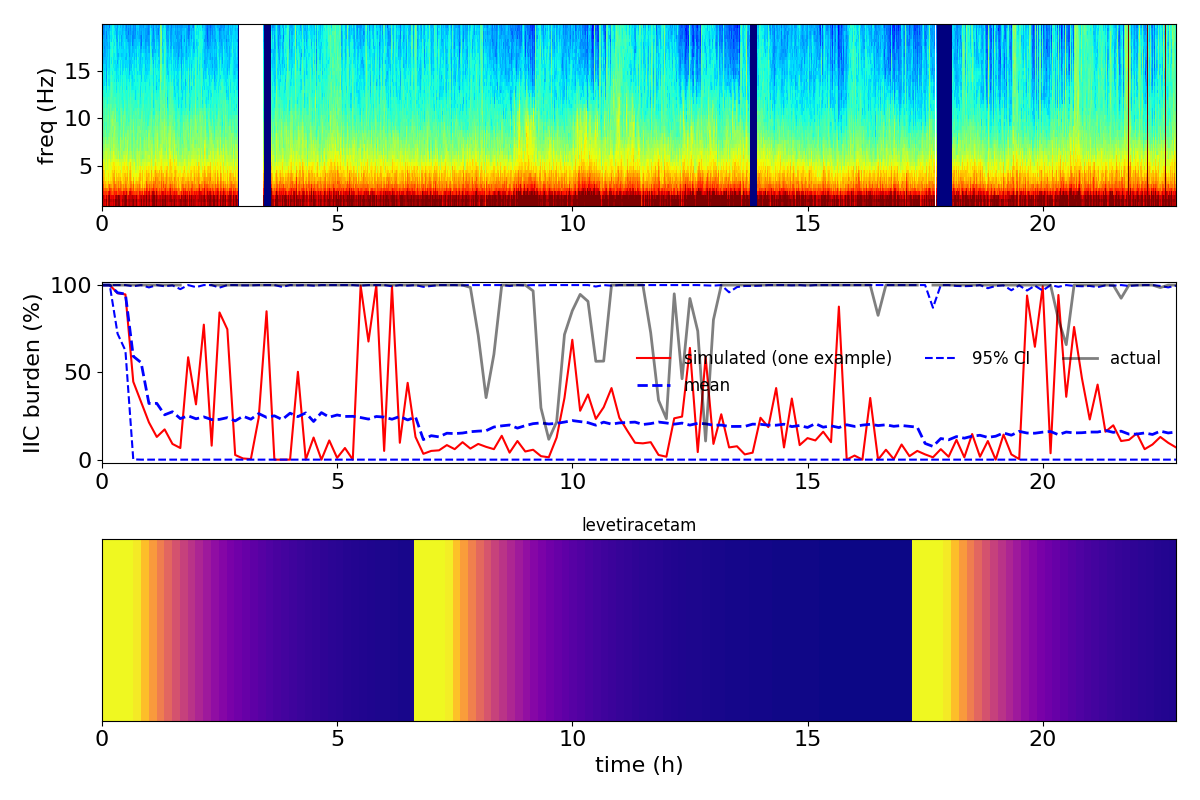 freq (Hz)
15
10
5
0 5 10 15 20
IIC burden (%)
100
50
0
simulated (one example) 95% CI actual
mean
0 5 10 15 20
levetiracetam
0 5 10 15 20
time (h)